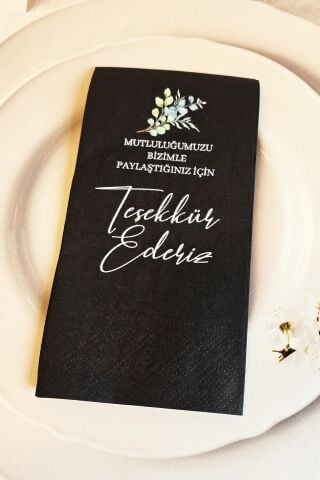 MUTLULUĞUMUZU
BİZİMLE
PAYLAŞTIĞINIZ İÇİN
Teşekkür
Ederiz